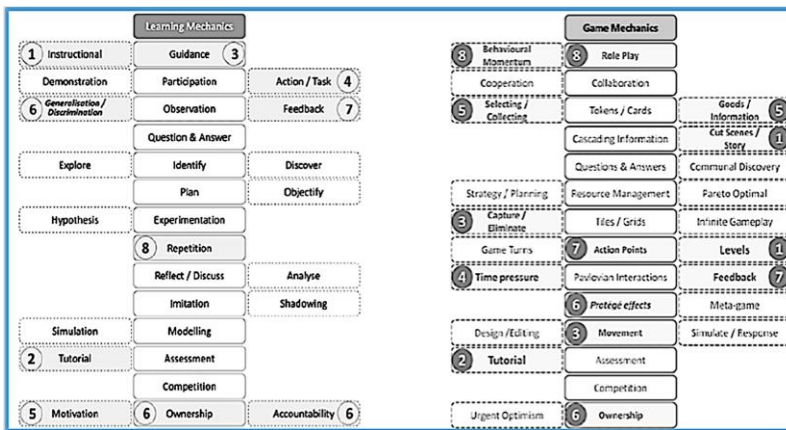 Learning Mechanics
1 Instructional Guidance 3
Demonstration Participation Action / Task 4
6 Generalisation / Discrimination Observation Feedback 7
Question & Answer
Explore Identify Discover
Plan Objectify
Hypothesis Experimentation
8 Repetition
Reflect / Discuss Analyse
Imitation Shadowing
Simulation Modelling
2 Tutorial Assessment
Competition
5 Motivation 6 Ownership Accountability 6
Game Mechanics
8 Behavioural Momentum 8 Role Play
Cooperation Collaboration
5 Selecting / Collecting Tokens / Cards Goods / Information 5
Cascading Information Cut Scenes / Story 1
Questions & Answers Communal Discovery
Strategy / Planning Resource Management Pareto Optimal
3 Capture / Eliminate Tiles / Grids Infinite Gameplay
Game Turns 7 Action Points Levels 1
4 Time pressure Pavlovian Interactions Feedback 7
6 Protégé effects Meta-game
Design /Editing 3 Movement Simulate / Response
2 Tutorial Assessment
Competition
Urgent Optimism 6 Ownership